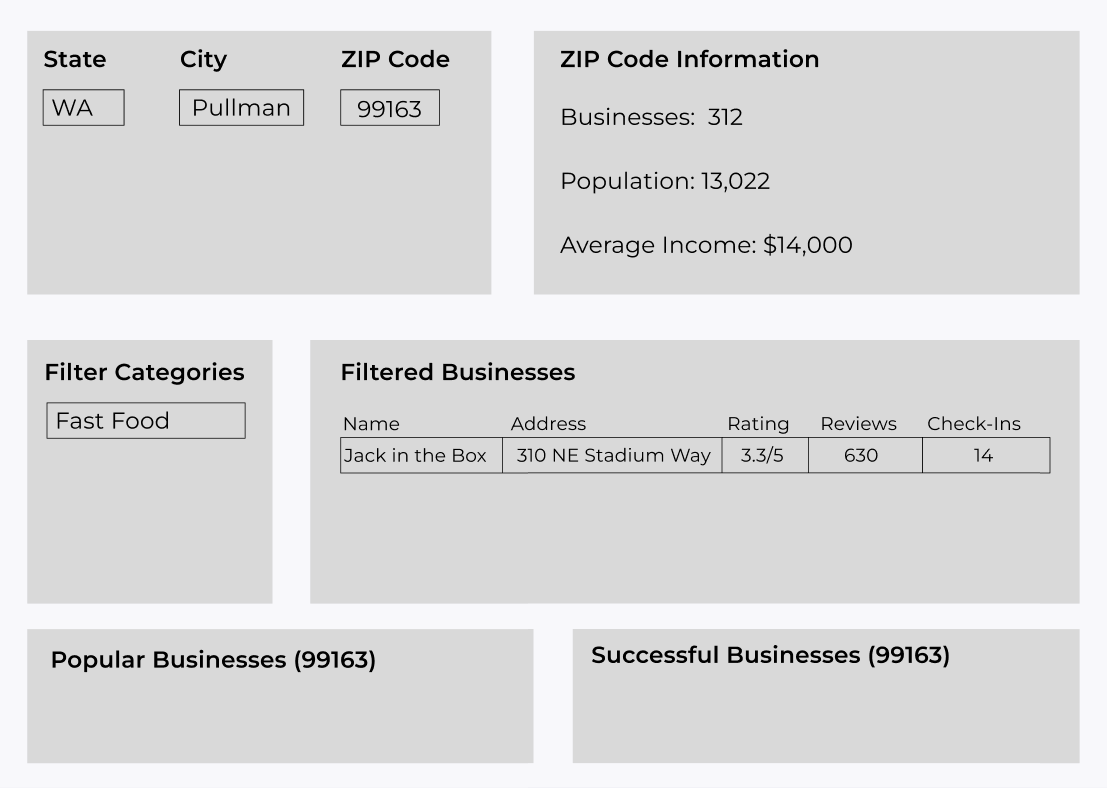 State City ZIP Code
WA Pullman 99163
ZIP Code Information
Businesses: 312
Population: 13,022
Average Income: $14,000
Filter Categories
Fast Food
Filtered Businesses
Name Address Rating Reviews Check-Ins
Jack in the Box 310 NE Stadium Way 3.3/5 630 14
Popular Businesses (99163)
Successful Businesses (99163)